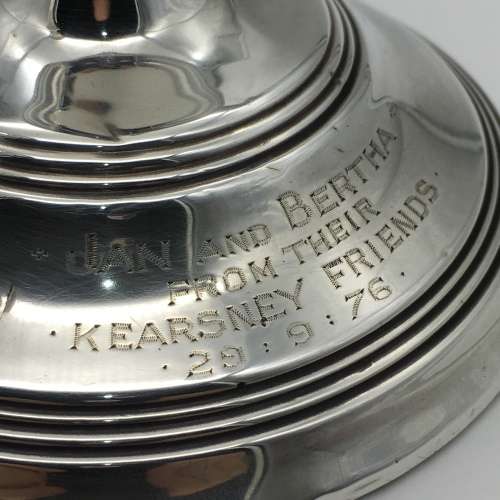 · JAN AND BERTHA ·
FROM THEIR
· KEARSNEY FRIENDS ·
· 29 · 9 : 76 ·